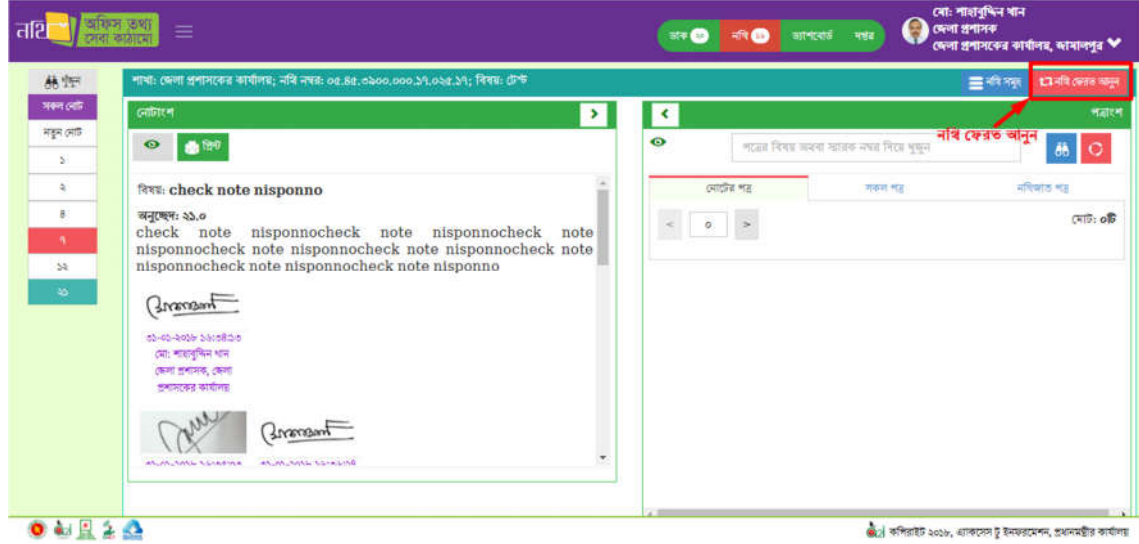 নথি অফিস তথ্য সেবা কাঠামো
ডাক নথি ড্যাশবোর্ড দপ্তর
মো: শাহাবুদ্দিন খান
জেলা প্রশাসক
জেলা প্রশাসকের কার্যালয়, জামালপুর
খুঁজুন
সকল নোট
নতুন নোট
১
২
৪
৭
১২
২১
শাখা: জেলা প্রশাসকের কার্যালয়; নথি নম্বর: ০৫.৪৫.৩৯০০.০০০.১৭.০২৫.১৭; বিষয়: টেস্ট
নথি সমূহ নথি ফেরত আনুন
নোটাংশ
প্রিন্ট
বিষয়: check note nisponno
অনুচ্ছেদ: ২১.০
check note nisponnocheck note nisponnocheck note
nisponnocheck note nisponnocheck note nisponnocheck note
nisponnocheck note nisponnocheck note nisponno
মো: শাহাবুদ্দিন খান
জেলা প্রশাসক, জেলা
প্রশাসকের কার্যালয়
পত্রাংশ
নথি ফেরত আনুন
পত্রের বিষয় অথবা স্মারক নম্বর দিয়ে খুজুন
নোটের পত্র সকল পত্র নথিজাত পত্র
< ০ > মোট: ০টি
কপিরাইট ২০১৮, এ্যাকসেস টু ইনফরমেশন, প্রধানমন্ত্রীর কার্যালয়